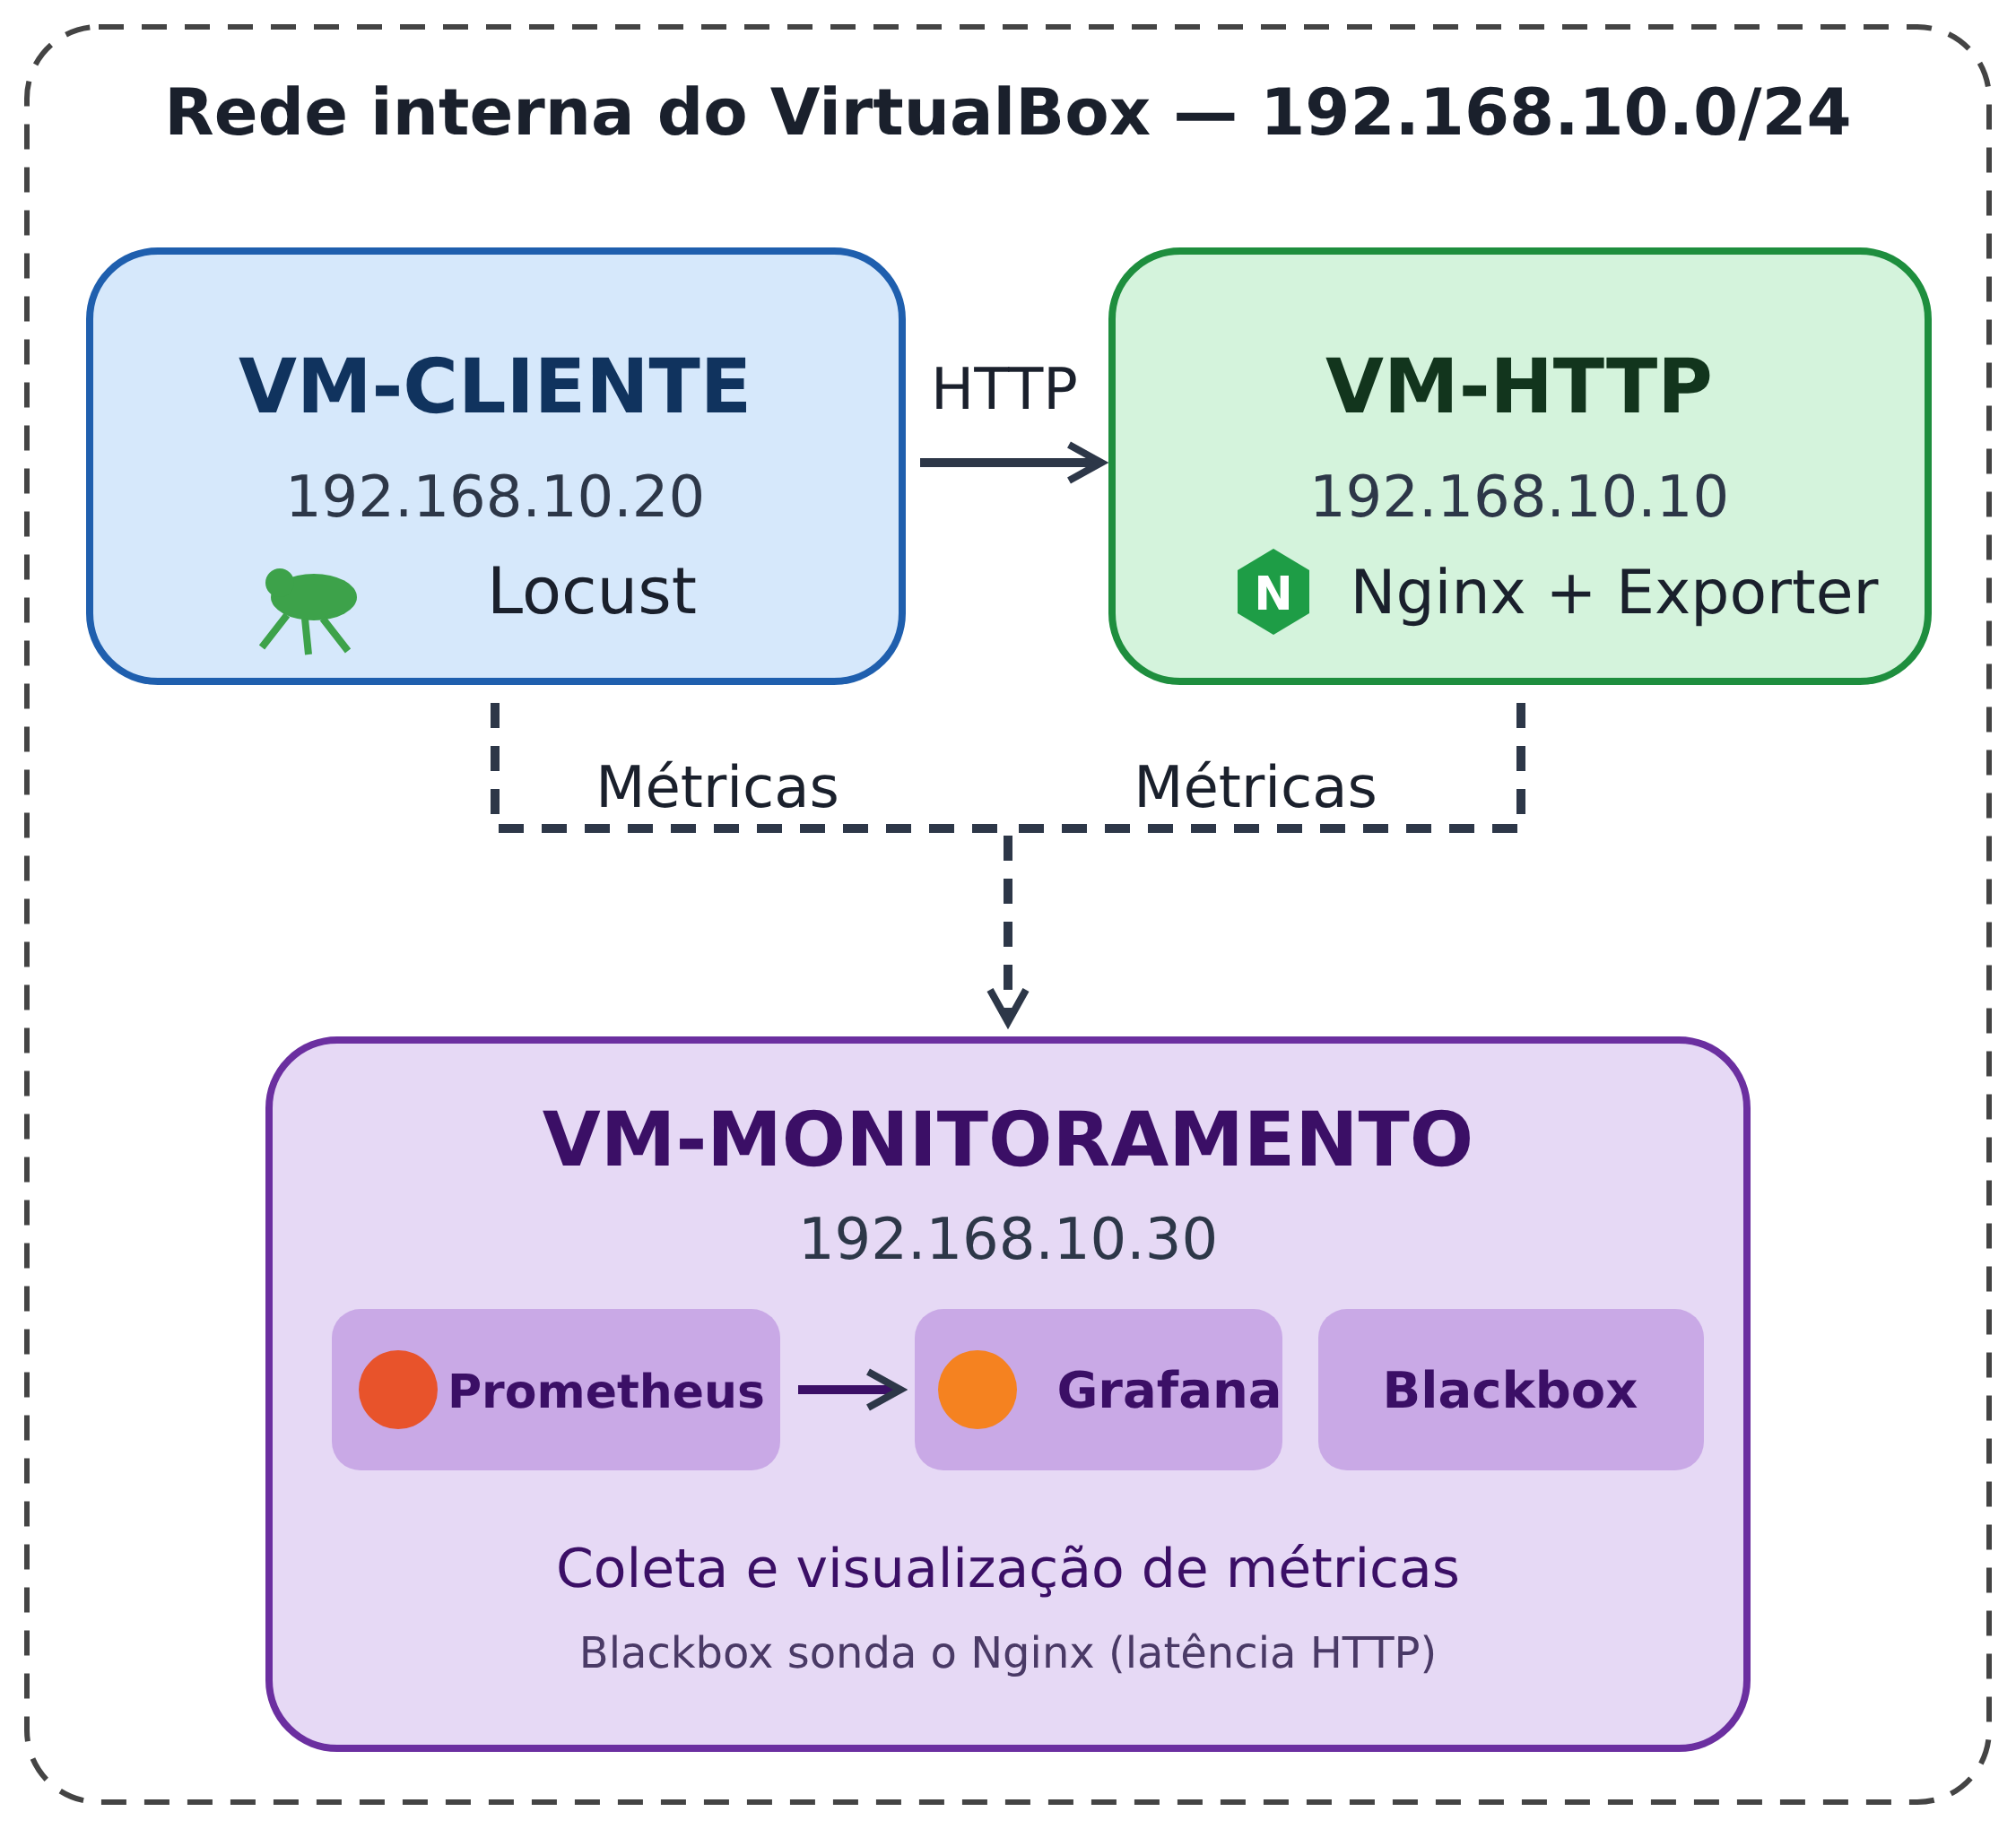 Rede interna do VirtualBox — 192.168.10.0/24
VM-CLIENTE
192.168.10.20
Locust
HTTP
VM-HTTP
192.168.10.10
N Nginx + Exporter
Métricas
Métricas
VM-MONITORAMENTO
192.168.10.30
Prometheus
Grafana
Blackbox
Coleta e visualização de métricas
Blackbox sonda o Nginx (latência HTTP)